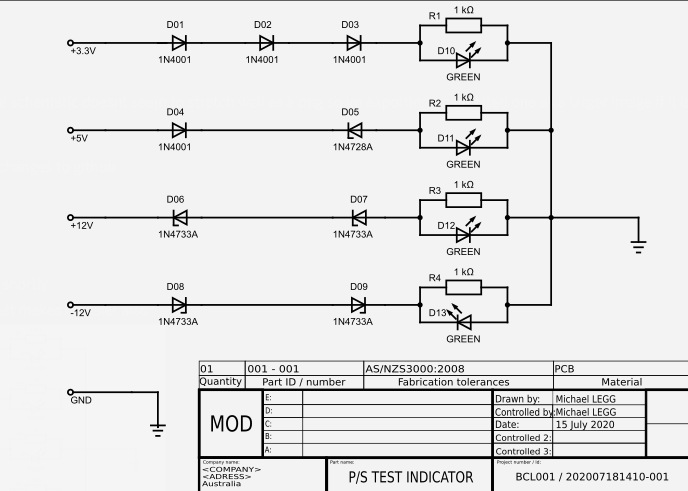 R1 1 kΩ
D01 D02 D03
D10
+3.3V
1N4001 1N4001 1N4001
GREEN
R2 1 kΩ
D04 D05
D11
+5V
1N4001 1N4728A
GREEN
R3 1 kΩ
D06 D07
D12
+12V
1N4733A 1N4733A
GREEN
R4 1 kΩ
D08 D09
D13
-12V
1N4733A 1N4733A
GREEN
GND
01 001 - 001 AS/NZS3000:2008 PCB
Quantity Part ID / number Fabrication tolerances Material
MOD
E:
D:
C:
B:
A:
Drawn by: Michael LEGG
Controlled by: Michael LEGG
Date: 15 July 2020
Controlled 2:
Controlled 3:
Company name:
<COMPANY>
<ADRESS>
Australia
Part name:
P/S TEST INDICATOR
Project number / id:
BCL001 / 202007181410-001